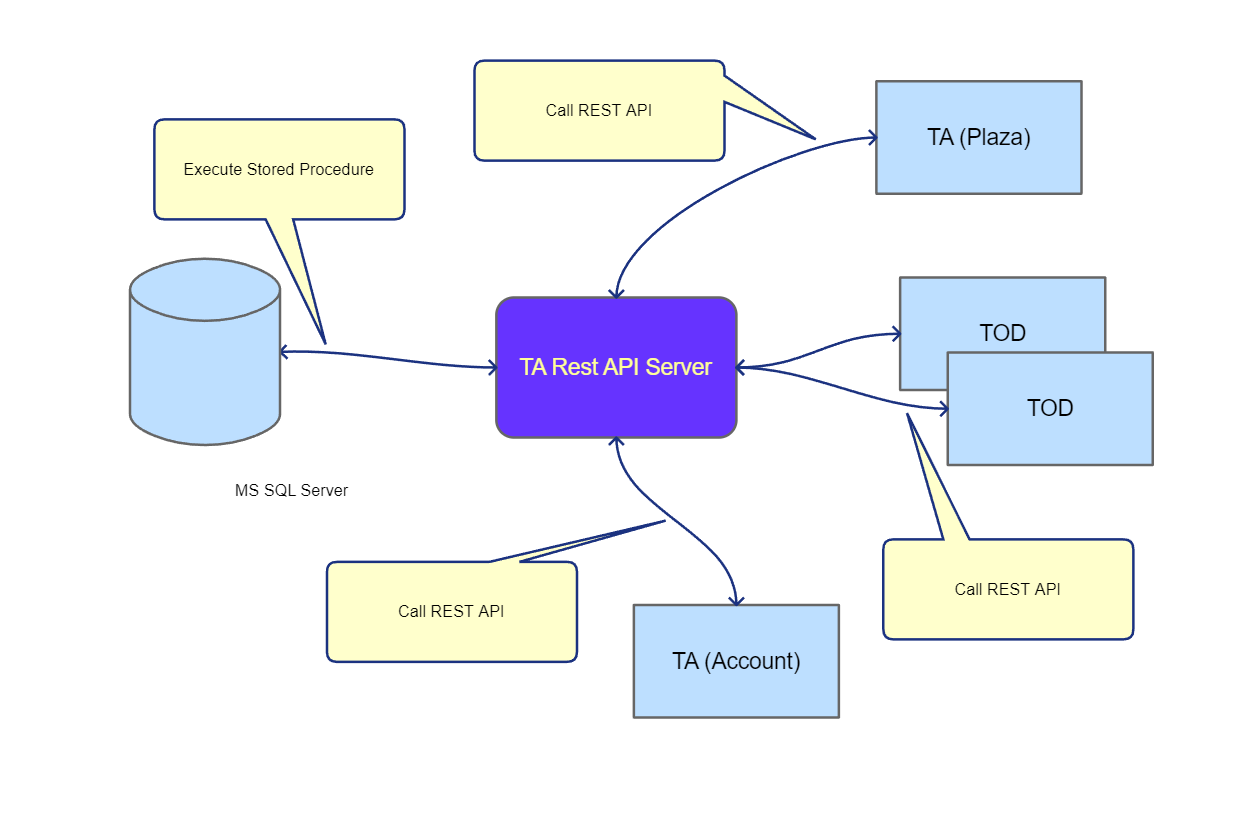 Call REST API
TA (Plaza)
Execute Stored Procedure
TOD
TA Rest API Server
TOD
MS SQL Server
Call REST API
Call REST API
TA (Account)